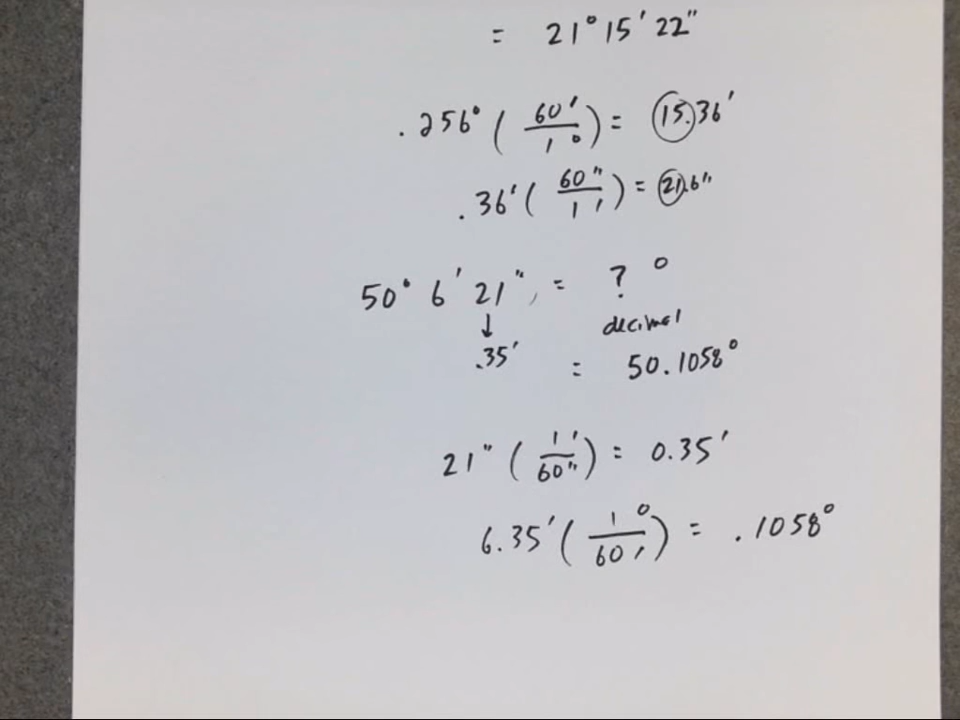 = 21° 15' 22"
.256° ( 60' / 1° ) = 15.36'
.36' ( 60" / 1' ) = 21.6"
50° 6' 21" = ? °
↓ decimal
.35' = 50.1058°
21" ( 1' / 60" ) = 0.35'
6.35' ( 1° / 60' ) = .1058°